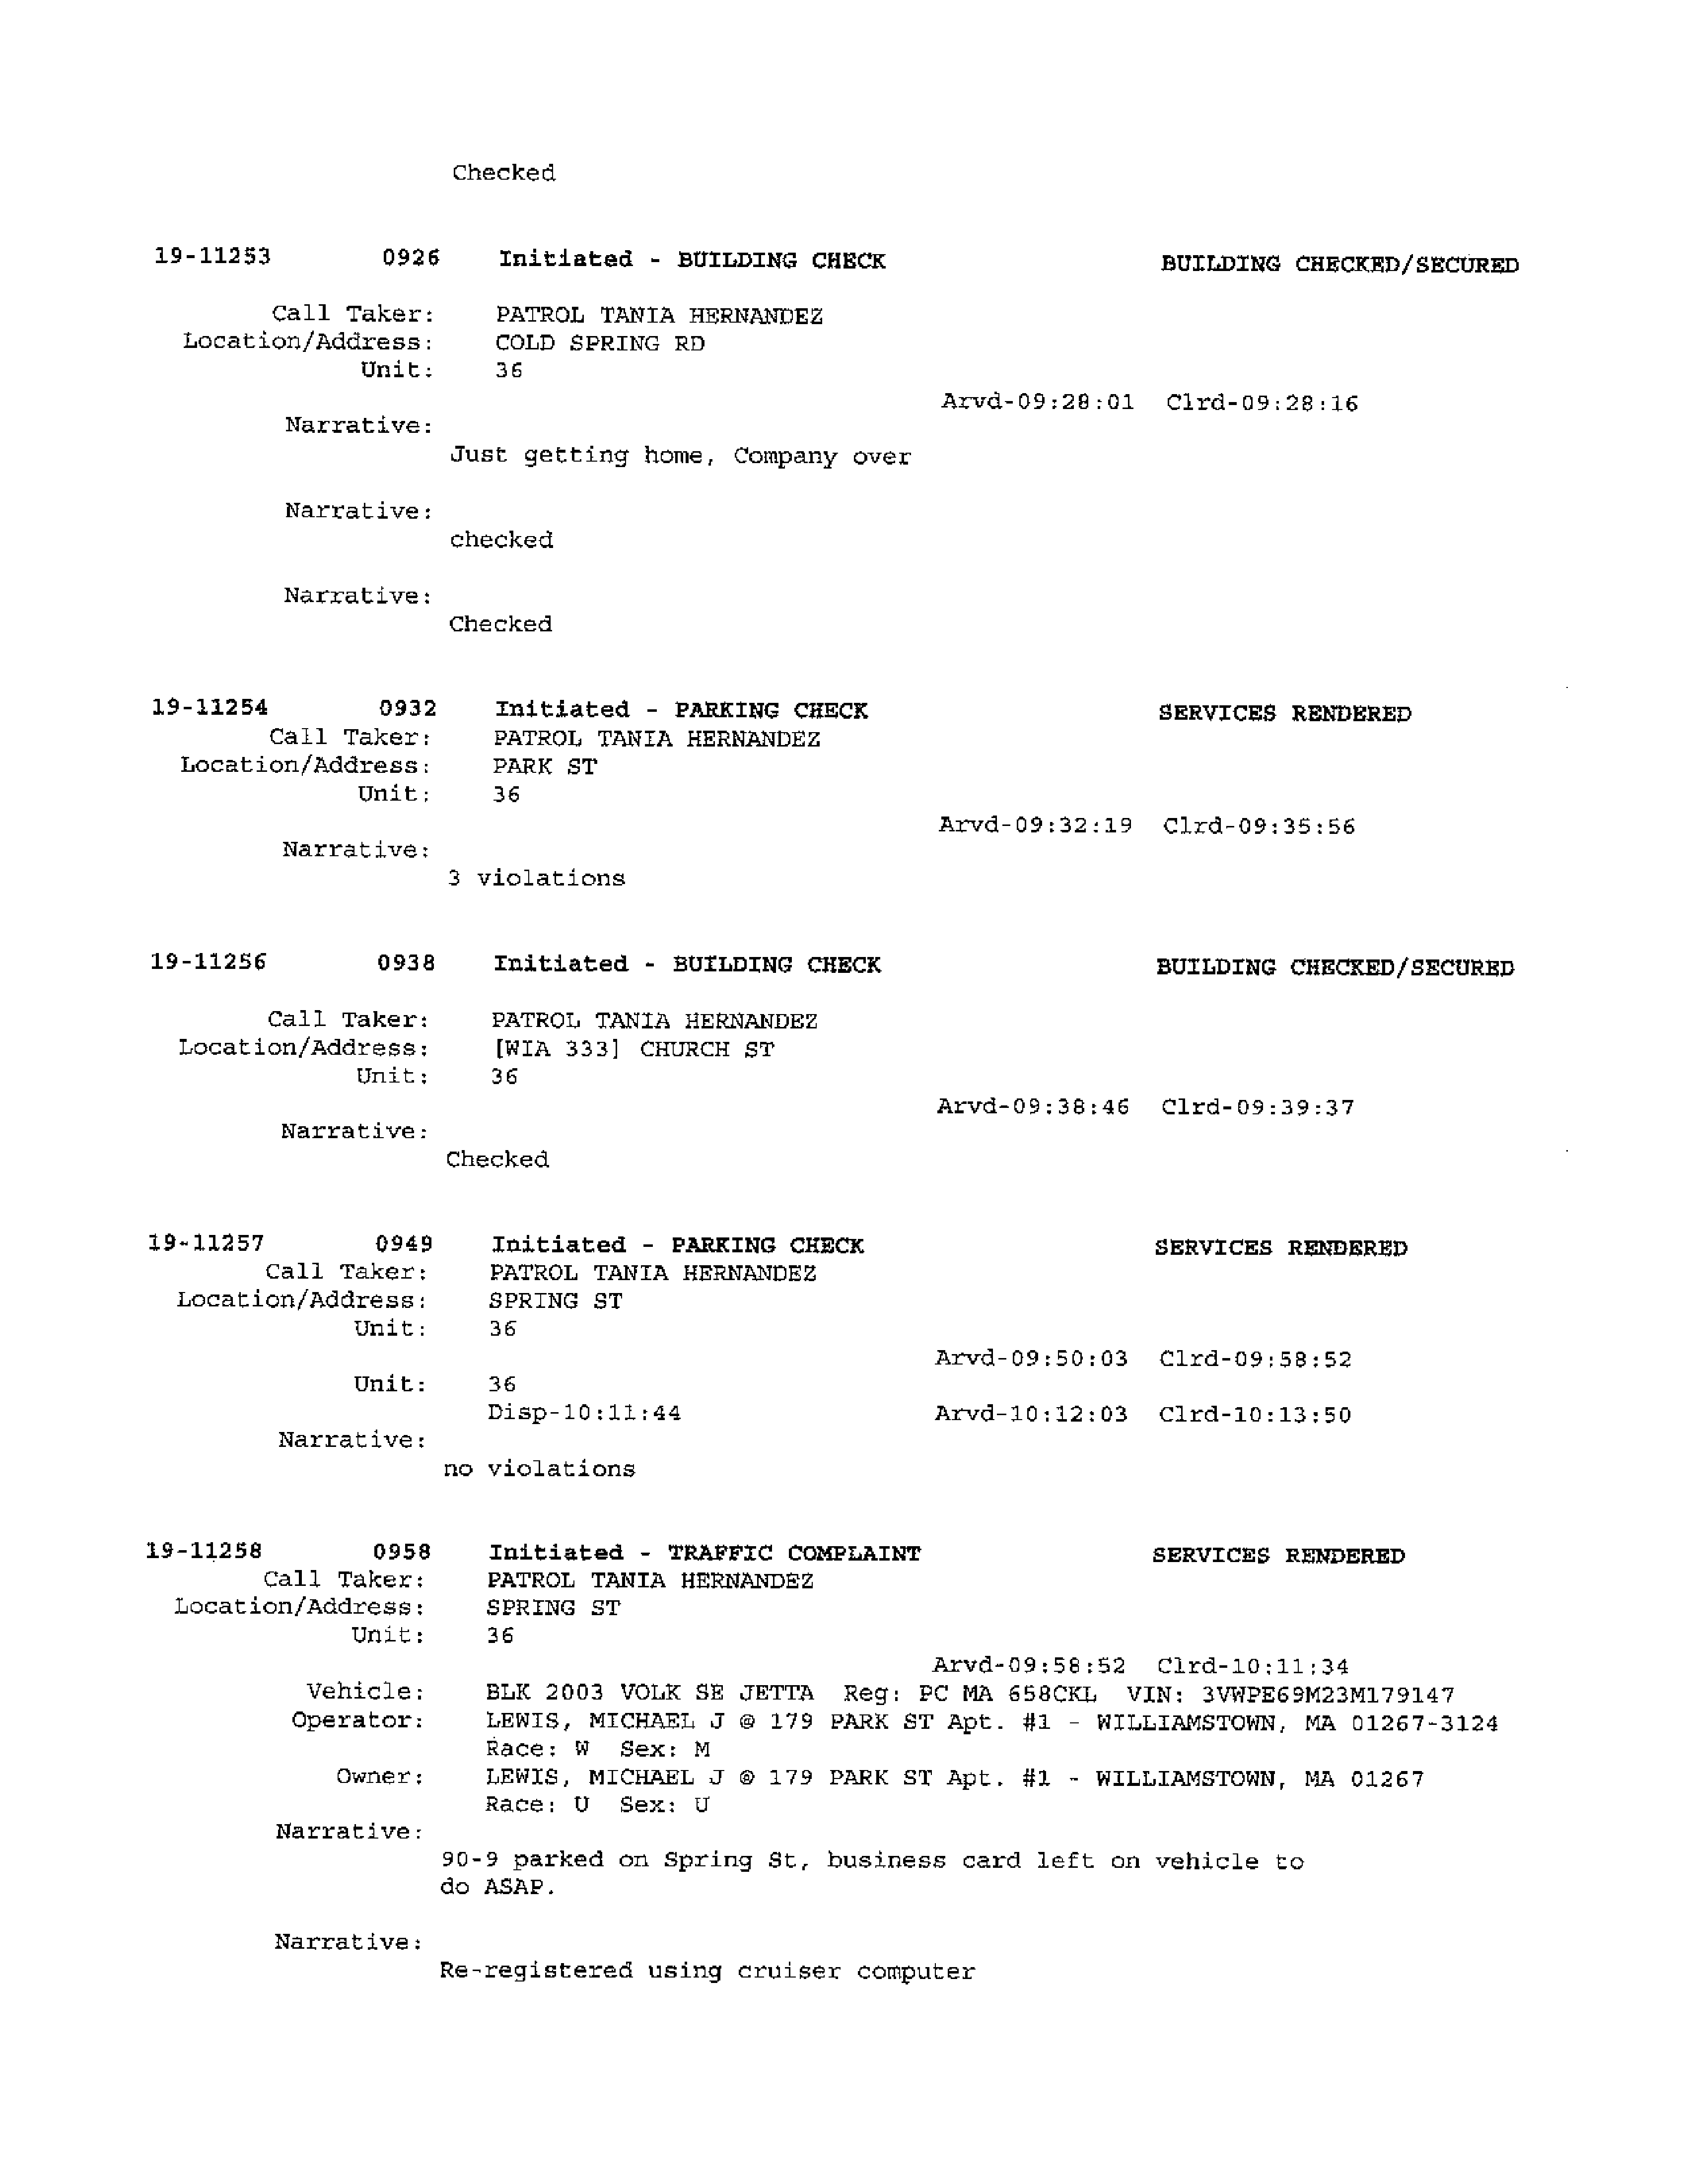 Checked
19-11253 0926 Initiated - BUILDING CHECK BUILDING CHECKED/SECURED
Call Taker: PATROL TANIA HERNANDEZ
Location/Address: COLD SPRING RD
Unit: 36
Arvd-09:28:01 Clrd-09:28:16
Narrative:
Just getting home, Company over
Narrative:
checked
Narrative:
Checked
19-11254 0932 Initiated - PARKING CHECK SERVICES RENDERED
Call Taker: PATROL TANIA HERNANDEZ
Location/Address: PARK ST
Unit: 36
Arvd-09:32:19 Clrd-09:35:56
Narrative:
3 violations
19-11256 0938 Initiated - BUILDING CHECK BUILDING CHECKED/SECURED
Call Taker: PATROL TANIA HERNANDEZ
Location/Address: [WIA 333] CHURCH ST
Unit: 36
Arvd-09:38:46 Clrd-09:39:37
Narrative:
Checked
19-11257 0949 Initiated - PARKING CHECK SERVICES RENDERED
Call Taker: PATROL TANIA HERNANDEZ
Location/Address: SPRING ST
Unit: 36
Arvd-09:50:03 Clrd-09:58:52
Unit: 36
Disp-10:11:44 Arvd-10:12:03 Clrd-10:13:50
Narrative:
no violations
19-11258 0958 Initiated - TRAFFIC COMPLAINT SERVICES RENDERED
Call Taker: PATROL TANIA HERNANDEZ
Location/Address: SPRING ST
Unit: 36
Arvd-09:58:52 Clrd-10:11:34
Vehicle: BLK 2003 VOLK SE JETTA Reg: PC MA 658CKL VIN: 3VWPE69M23M179147
Operator: LEWIS, MICHAEL J @ 179 PARK ST Apt. #1 - WILLIAMSTOWN, MA 01267-3124
Race: W Sex: M
Owner: LEWIS, MICHAEL J @ 179 PARK ST Apt. #1 - WILLIAMSTOWN, MA 01267
Race: U Sex: U
Narrative:
90-9 parked on Spring St, business card left on vehicle to
do ASAP.
Narrative:
Re-registered using cruiser computer